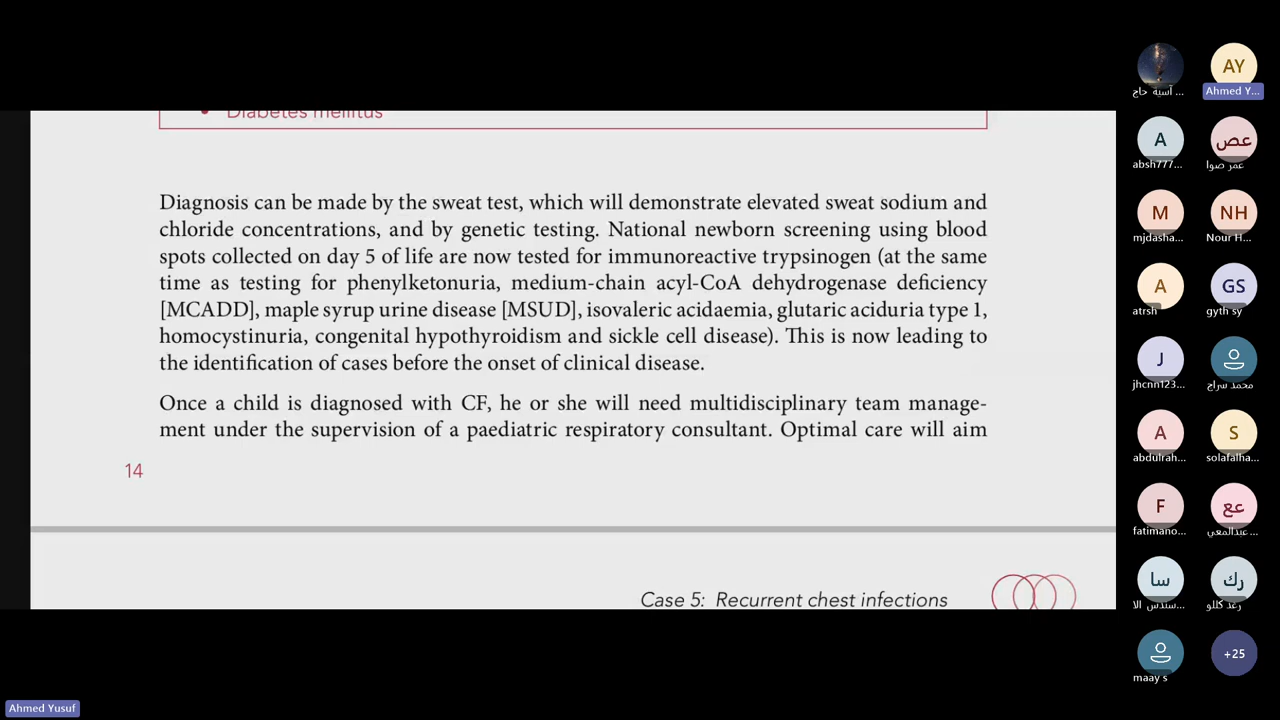 Diabetes mellitus
Diagnosis can be made by the sweat test, which will demonstrate elevated sweat sodium and
chloride concentrations, and by genetic testing. National newborn screening using blood
spots collected on day 5 of life are now tested for immunoreactive trypsinogen (at the same
time as testing for phenylketonuria, medium-chain acyl-CoA dehydrogenase deficiency
[MCADD], maple syrup urine disease [MSUD], isovaleric acidaemia, glutaric aciduria type 1,
homocystinuria, congenital hypothyroidism and sickle cell disease). This is now leading to
the identification of cases before the onset of clinical disease.
Once a child is diagnosed with CF, he or she will need multidisciplinary team manage-
ment under the supervision of a paediatric respiratory consultant. Optimal care will aim
14
Case 5: Recurrent chest infections
آسية حاج ...
AY
Ahmed Y...
A
absh777...
عص
عمر صوا
M
mjdasha...
NH
Nour H...
A
atrsh
GS
gyth sy
J
jhcnn123...
محمد سراج
A
abdulrah...
S
solafalha...
F
fatimano...
عع
عبدالمعي...
سا
سندس الا...
رك
رغد كللو
maay s
+25
Ahmed Yusuf